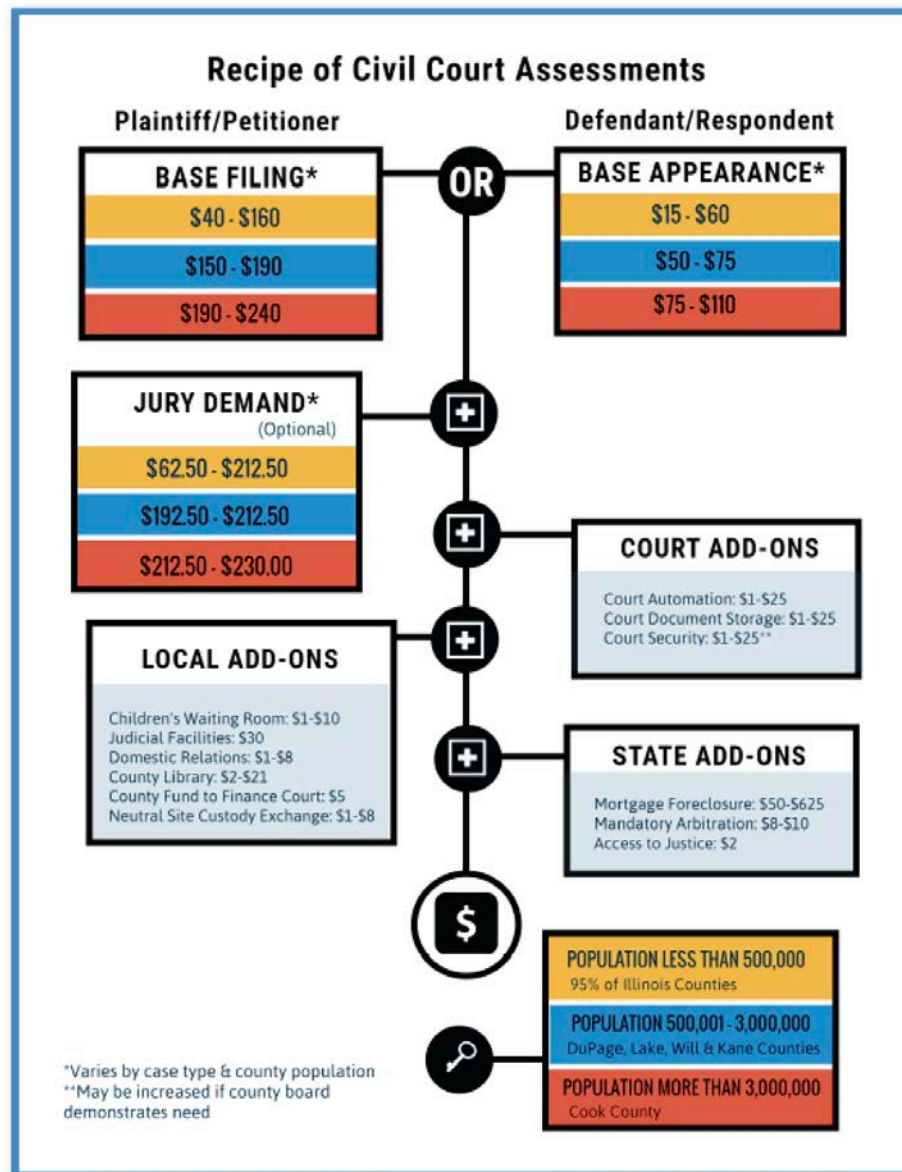 Recipe of Civil Court Assessments
Plaintiff/Petitioner
Defendant/Respondent
BASE FILING*
$40 - $160
$150 - $190
$190 - $240
OR
BASE APPEARANCE*
$15 - $60
$50 - $75
$75 - $110
JURY DEMAND*
(Optional)
$62.50 - $212.50
$192.50 - $212.50
$212.50 - $230.00
COURT ADD-ONS
Court Automation: $1-$25
Court Document Storage: $1-$25
Court Security: $1-$25**
LOCAL ADD-ONS
Children's Waiting Room: $1-$10
Judicial Facilities: $30
Domestic Relations: $1-$8
County Library: $2-$21
County Fund to Finance Court: $5
Neutral Site Custody Exchange: $1-$8
STATE ADD-ONS
Mortgage Foreclosure: $50-$625
Mandatory Arbitration: $8-$10
Access to Justice: $2
$
POPULATION LESS THAN 500,000
95% of Illinois Counties
POPULATION 500,001 - 3,000,000
DuPage, Lake, Will & Kane Counties
POPULATION MORE THAN 3,000,000
Cook County
*Varies by case type & county population
**May be increased if county board
demonstrates need